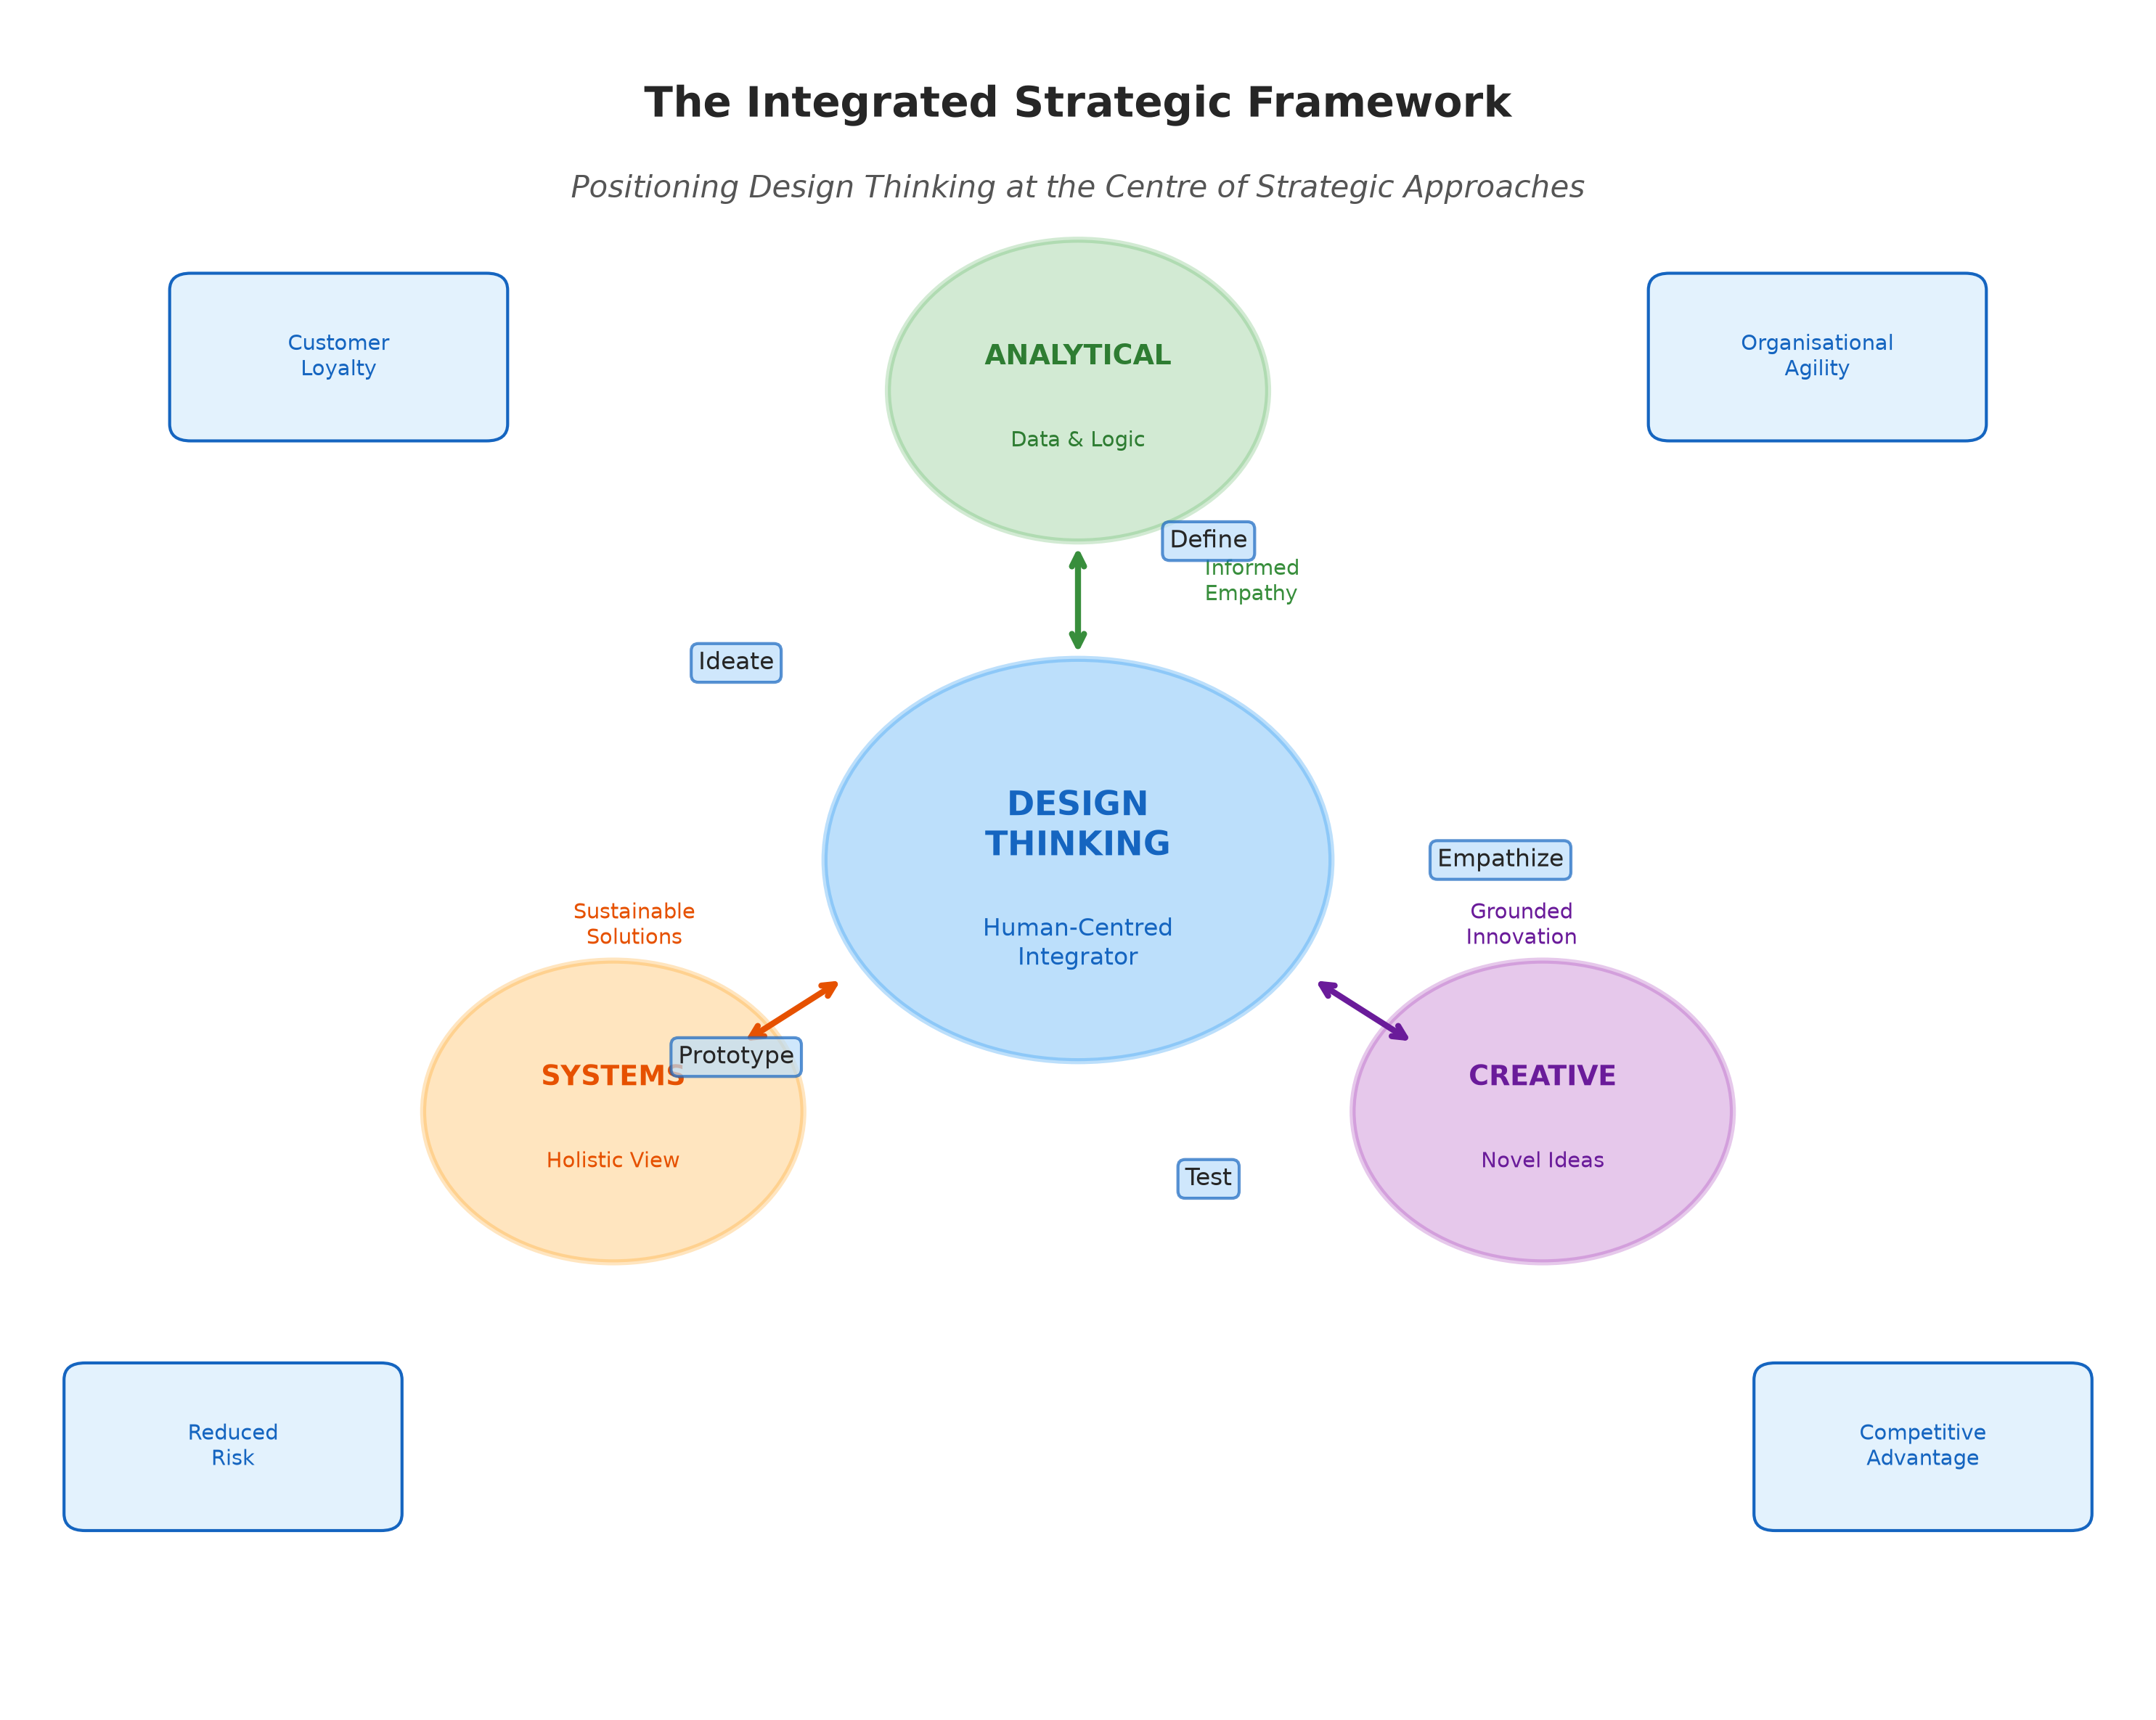 The Integrated Strategic Framework
Positioning Design Thinking at the Centre of Strategic Approaches
Customer
Loyalty
ANALYTICAL
Data & Logic
Organisational
Agility
Define
Informed
Empathy
Ideate
DESIGN
THINKING
Human-Centred
Integrator
Empathize
Sustainable
Solutions
Grounded
Innovation
Prototype
SYSTEMS
Holistic View
CREATIVE
Novel Ideas
Test
Reduced
Risk
Competitive
Advantage